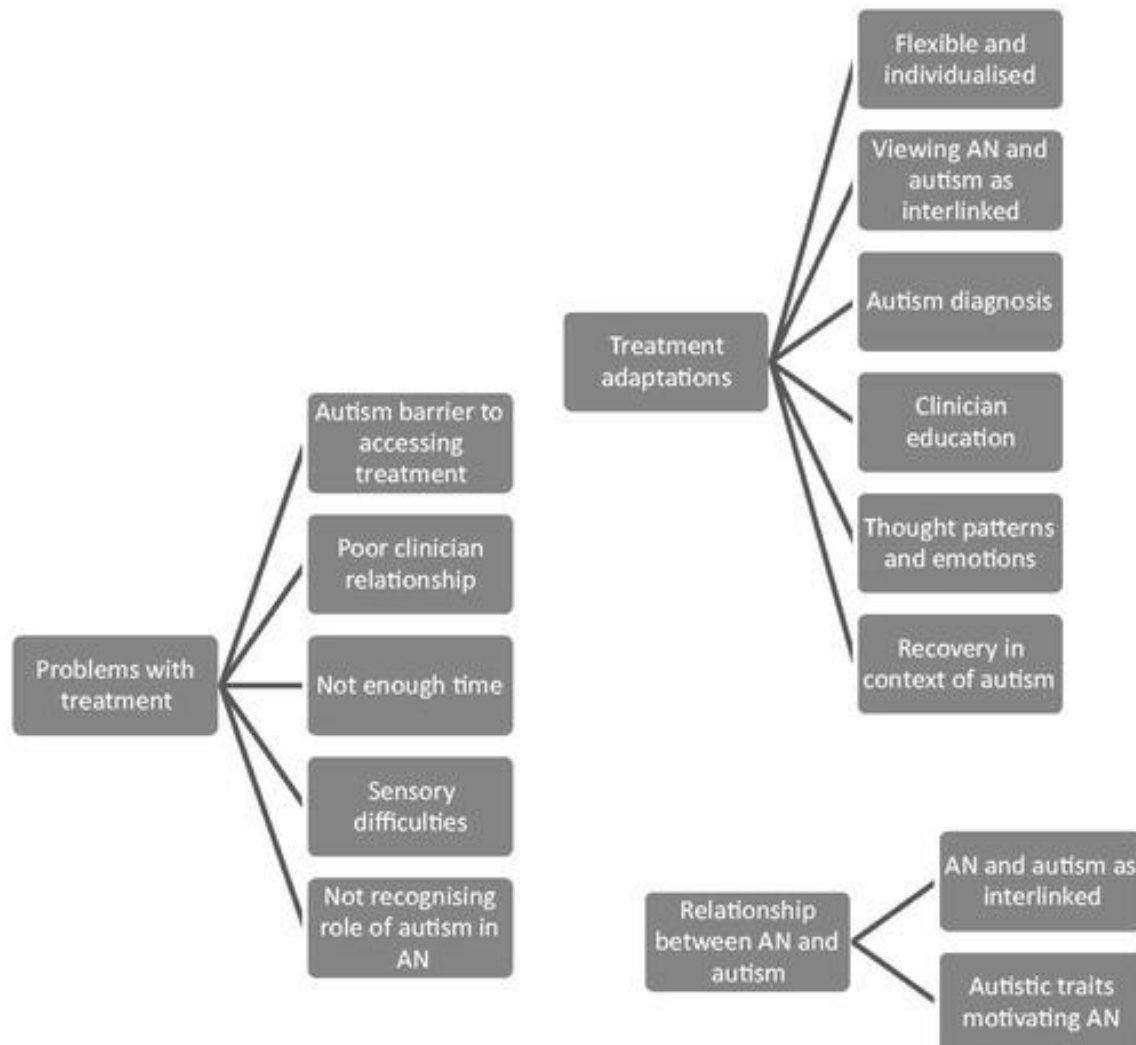 Problems with
treatment
Autism barrier to
accessing
treatment
Poor clinician
relationship
Not enough time
Sensory
difficulties
Not recognising
role of autism in
AN
Treatment
adaptations
Flexible and
individualised
Viewing AN and
autism as
interlinked
Autism diagnosis
Clinician
education
Thought patterns
and emotions
Recovery in
context of autism
Relationship
between AN and
autism
AN and autism as
interlinked
Autistic traits
motivating AN